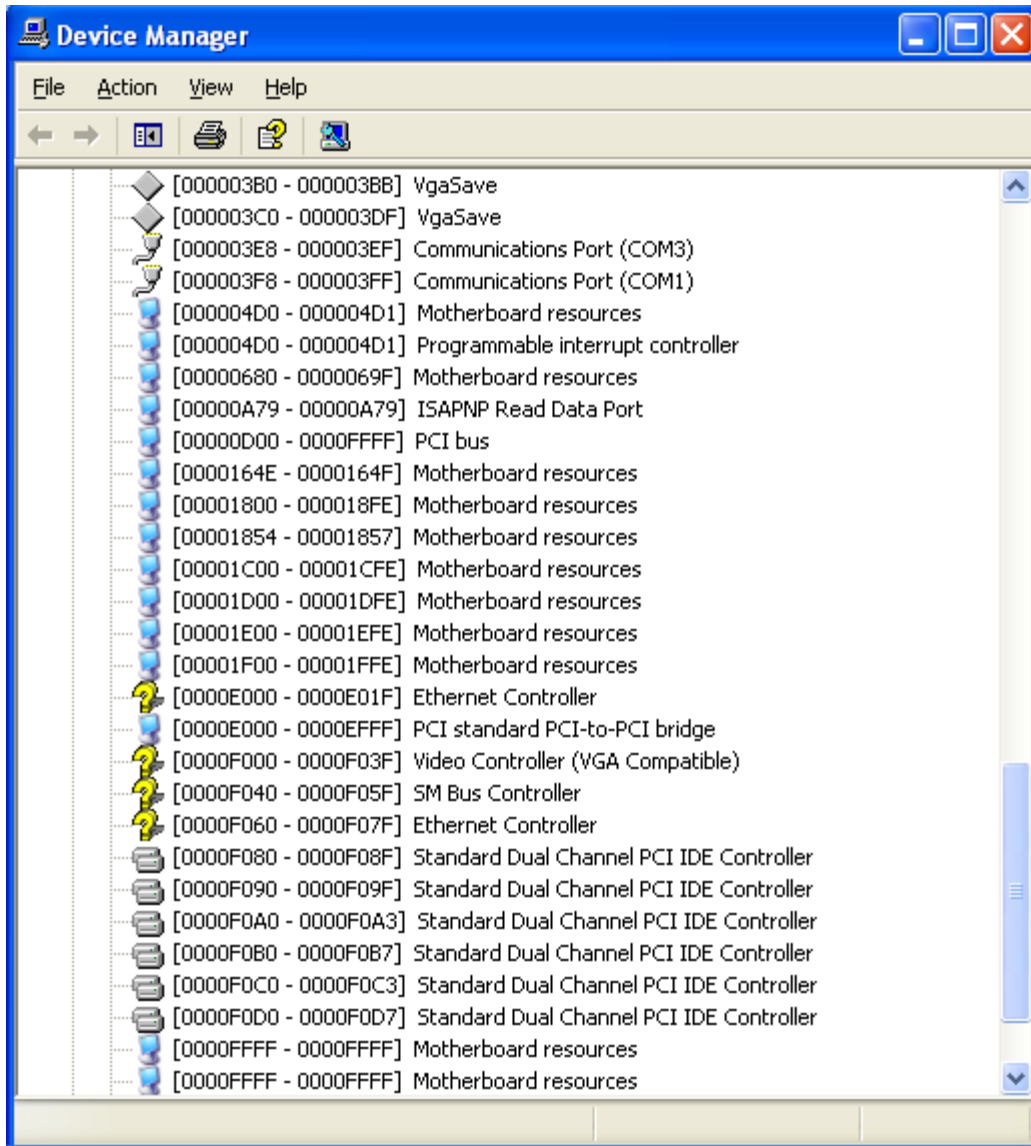 Device Manager
File Action View Help
[000003B0 - 000003BB] VgaSave
[000003C0 - 000003DF] VgaSave
[000003E8 - 000003EF] Communications Port (COM3)
[000003F8 - 000003FF] Communications Port (COM1)
[000004D0 - 000004D1] Motherboard resources
[000004D0 - 000004D1] Programmable interrupt controller
[00000680 - 0000069F] Motherboard resources
[00000A79 - 00000A79] ISAPNP Read Data Port
[00000D00 - 0000FFFF] PCI bus
[0000164E - 0000164F] Motherboard resources
[00001800 - 000018FE] Motherboard resources
[00001854 - 00001857] Motherboard resources
[00001C00 - 00001CFE] Motherboard resources
[00001D00 - 00001DFE] Motherboard resources
[00001E00 - 00001EFE] Motherboard resources
[00001F00 - 00001FFE] Motherboard resources
[0000E000 - 0000E01F] Ethernet Controller
[0000E000 - 0000EFFF] PCI standard PCI-to-PCI bridge
[0000F000 - 0000F03F] Video Controller (VGA Compatible)
[0000F040 - 0000F05F] SM Bus Controller
[0000F060 - 0000F07F] Ethernet Controller
[0000F080 - 0000F08F] Standard Dual Channel PCI IDE Controller
[0000F090 - 0000F09F] Standard Dual Channel PCI IDE Controller
[0000F0A0 - 0000F0A3] Standard Dual Channel PCI IDE Controller
[0000F0B0 - 0000F0B7] Standard Dual Channel PCI IDE Controller
[0000F0C0 - 0000F0C3] Standard Dual Channel PCI IDE Controller
[0000F0D0 - 0000F0D7] Standard Dual Channel PCI IDE Controller
[0000FFFF - 0000FFFF] Motherboard resources
[0000FFFF - 0000FFFF] Motherboard resources